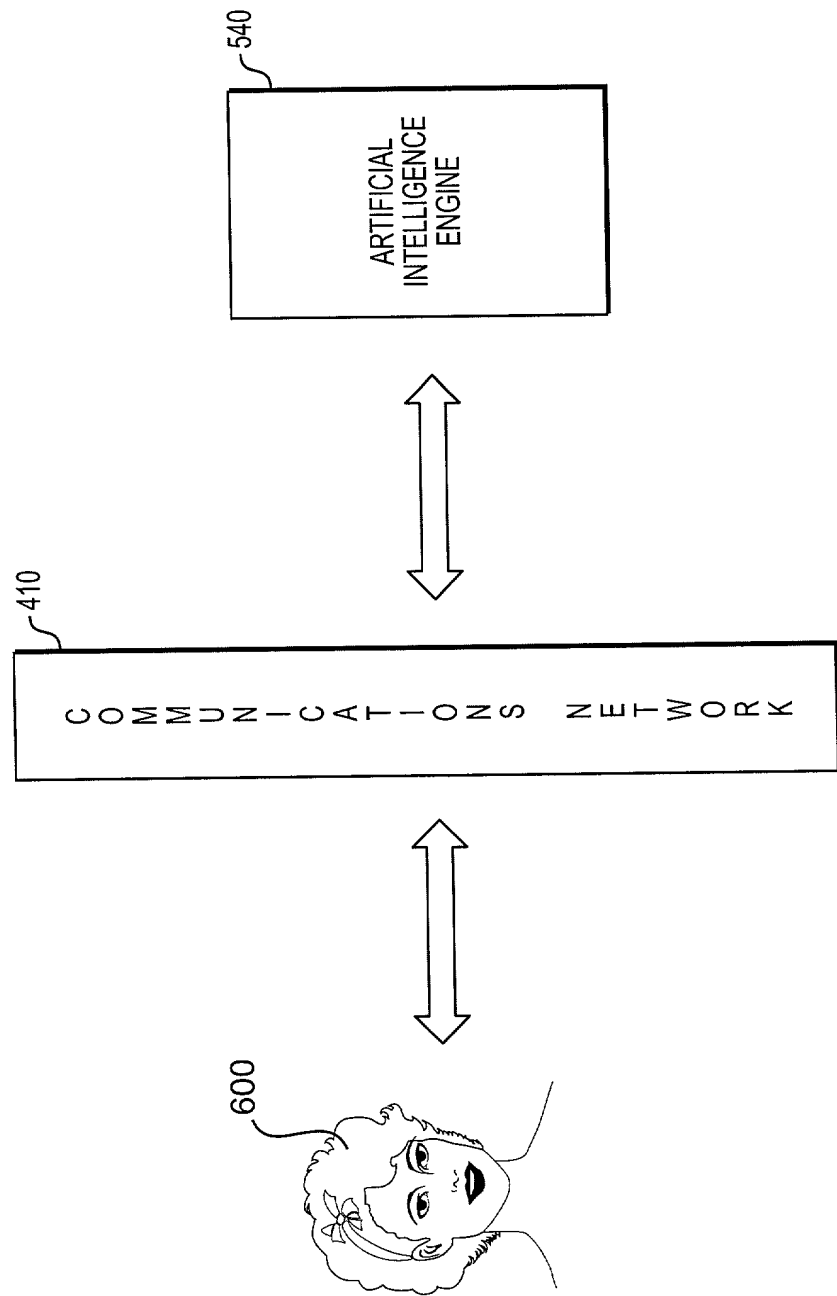 600
410
COMMUNICATIONS NETWORK
540
ARTIFICIAL
INTELLIGENCE
ENGINE